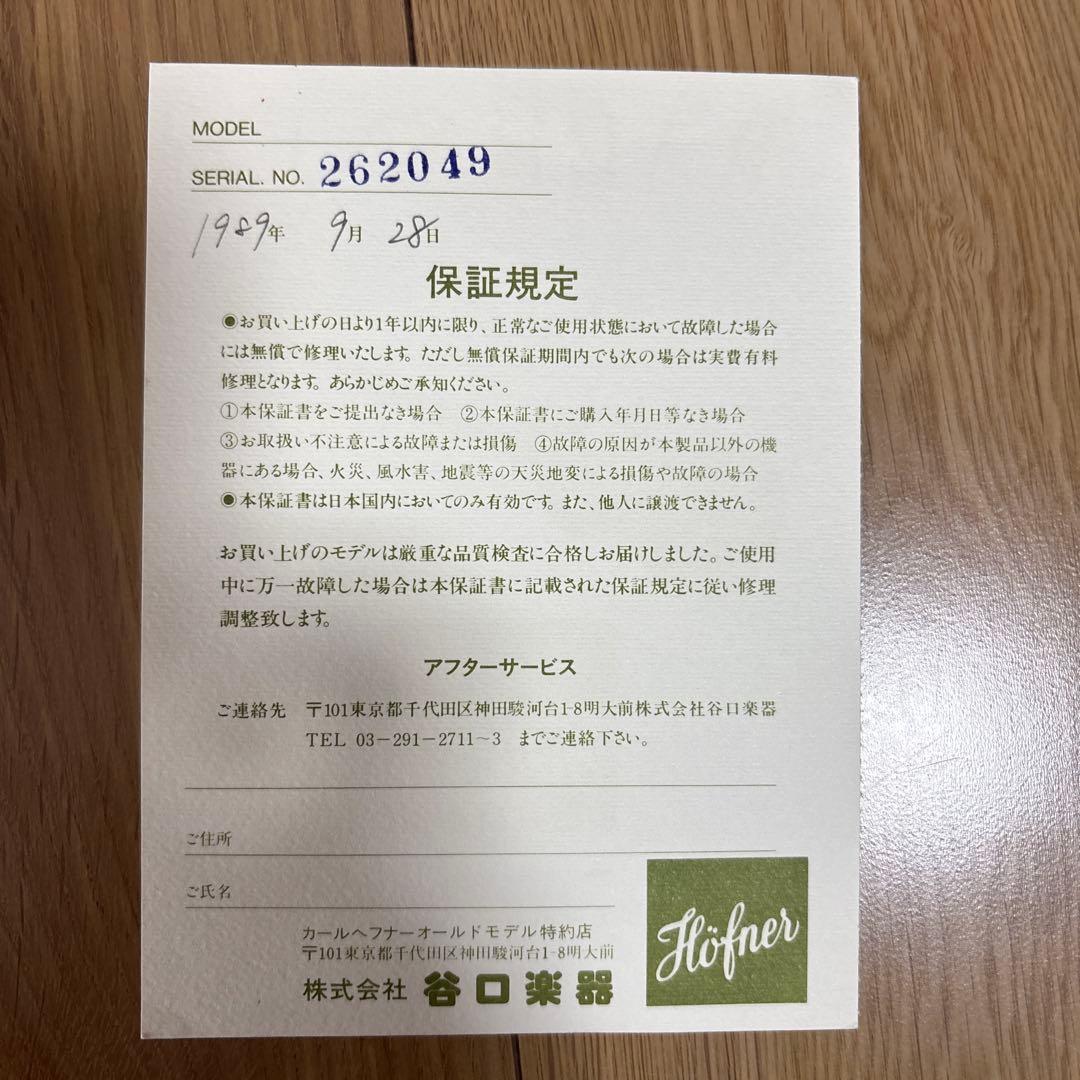 MODEL
SERIAL. NO. 262049
1989年 9月 28日
保証規定
◉お買い上げの日より1年以内に限り、正常なご使用状態において故障した場合
には無償で修理いたします。ただし無償保証期間内でも次の場合は実費有料
修理となります。あらかじめご承知ください。
①本保証書をご提出なき場合 ②本保証書にご購入年月日等なき場合
③お取扱い不注意による故障または損傷 ④故障の原因が本製品以外の機
器にある場合、火災、風水害、地震等の天災地変による損傷や故障の場合
◉本保証書は日本国内においてのみ有効です。また、他人に譲渡できません。
お買い上げのモデルは厳重な品質検査に合格しお届けしました。ご使用
中に万一故障した場合は本保証書に記載された保証規定に従い修理
調整致します。
アフターサービス
ご連絡先 〒101東京都千代田区神田駿河台1-8明大前株式会社谷口楽器
TEL 03-291-2711~3 までご連絡下さい。
ご住所
ご氏名
カールヘフナーオールドモデル特約店
〒101東京都千代田区神田駿河台1-8明大前
株式会社 谷口楽器
Höfner